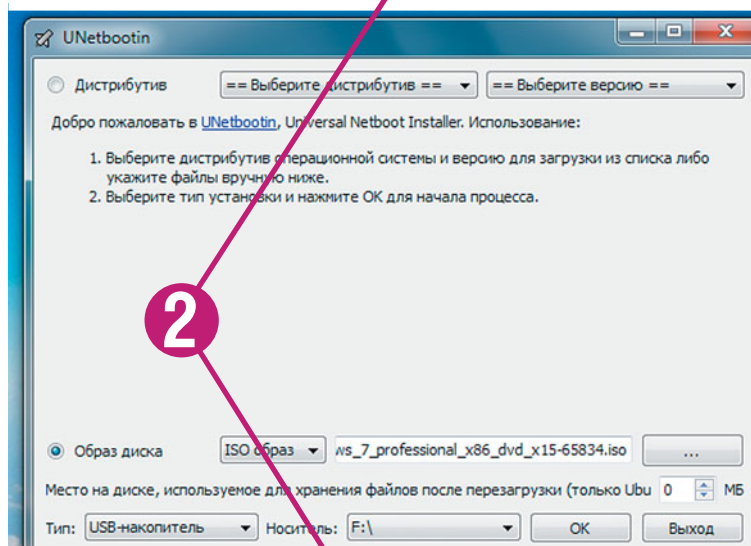 UNetbootin
Дистрибутив == Выберите дистрибутив == == Выберите версию ==
Добро пожаловать в UNetbootin, Universal Netboot Installer. Использование:
1. Выберите дистрибутив операционной системы и версию для загрузки из списка либо
укажите файлы вручную ниже.
2. Выберите тип установки и нажмите OK для начала процесса.
2
Образ диска ISO образ ws_7_professional_x86_dvd_x15-65834.iso ...
Место на диске, используемое для хранения файлов после перезагрузки (только Ubu 0 МБ
Тип: USB-накопитель Носитель: F:\ OK Выход